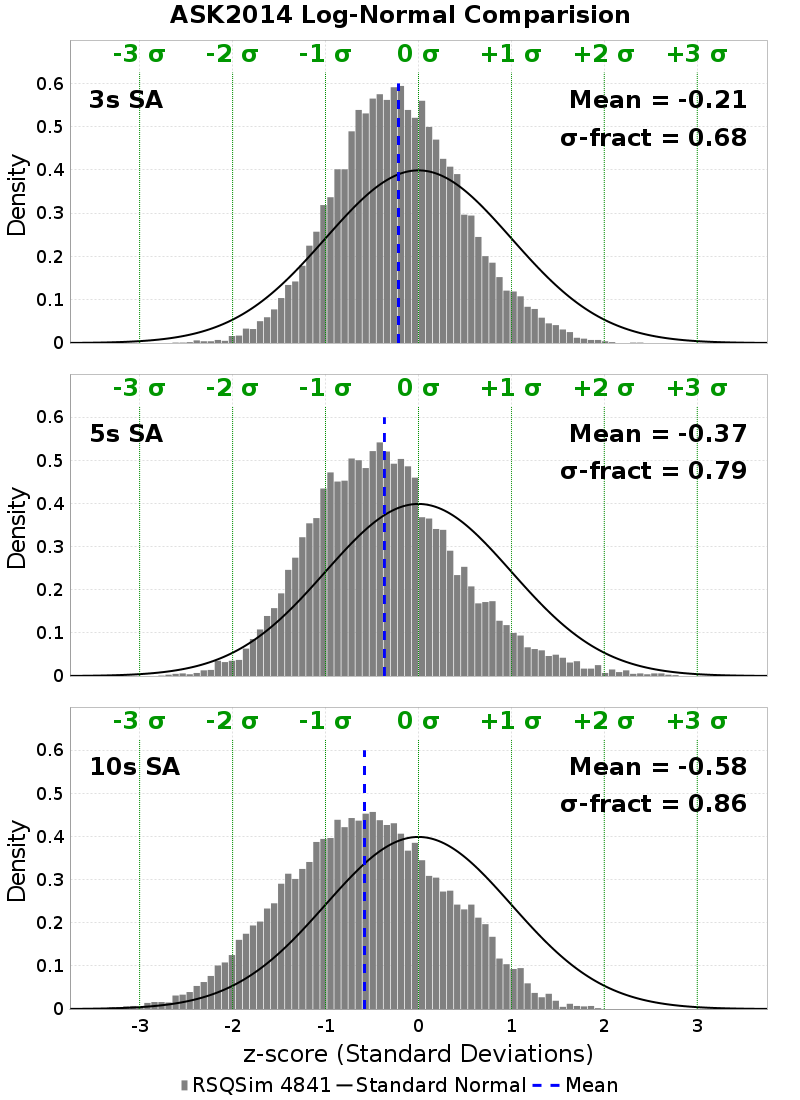 ASK2014 Log-Normal Comparision
-3 σ -2 σ -1 σ 0 σ +1 σ +2 σ +3 σ
3s SA
Mean = -0.21
σ-fract = 0.68
0.6
0.5
0.4
0.3
0.2
0.1
0
Density
-3 σ -2 σ -1 σ 0 σ +1 σ +2 σ +3 σ
5s SA
Mean = -0.37
σ-fract = 0.79
0.6
0.5
0.4
0.3
0.2
0.1
0
Density
-3 σ -2 σ -1 σ 0 σ +1 σ +2 σ +3 σ
10s SA
Mean = -0.58
σ-fract = 0.86
0.6
0.5
0.4
0.3
0.2
0.1
0
Density
-3 -2 -1 0 1 2 3
z-score (Standard Deviations)
RSQSim 4841 Standard Normal Mean